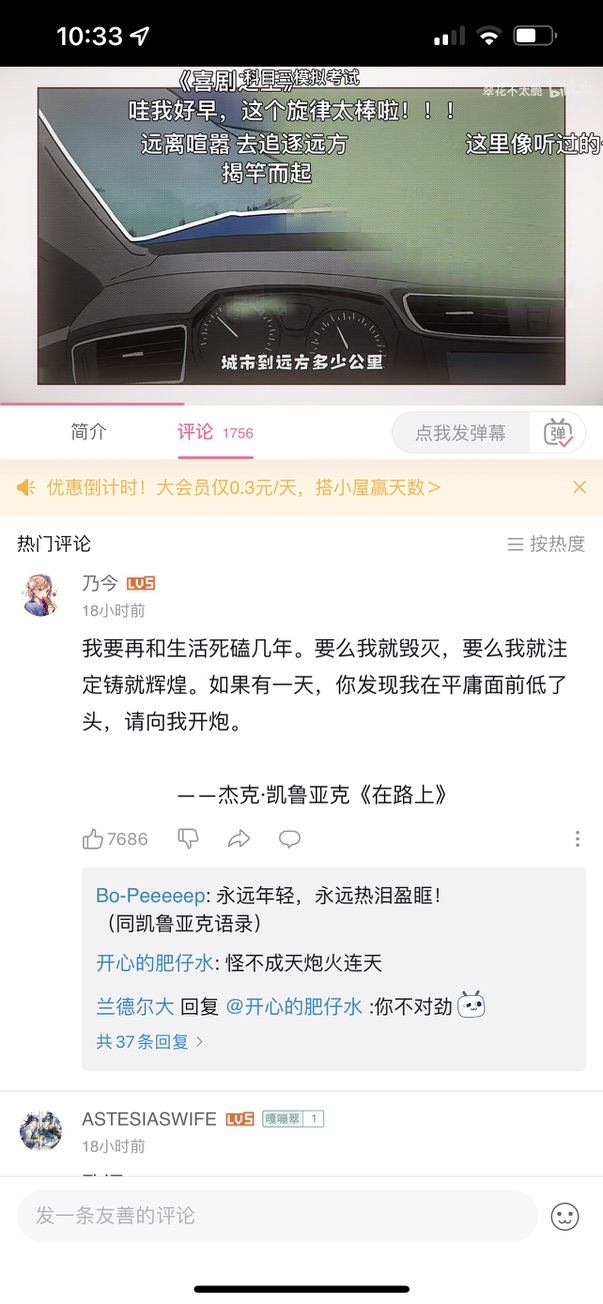 10:33
《喜剧之王》
科目三模拟考试
翠花不太脆 bilibili
哇我好早，这个旋律太棒啦！！！
远离喧嚣 去追逐远方
这里像听过的
揭竿而起
城市到远方多少公里
简介
评论 1756
点我发弹幕
弹
优惠倒计时！大会员仅0.3元/天，搭小屋赢天数>
热门评论
按热度
乃今 LV5
18小时前
我要再和生活死磕几年。要么我就毁灭，要么我就注
定铸就辉煌。如果有一天，你发现我在平庸面前低了
头，请向我开炮。
——杰克·凯鲁亚克《在路上》
7686
Bo-Peeeeep: 永远年轻，永远热泪盈眶！
（同凯鲁亚克语录）
开心的肥仔水: 怪不成天炮火连天
兰德尔大 回复 @开心的肥仔水 :你不对劲
共37条回复 >
ASTESIASWIFE LV5 嘎嘣翠 1
18小时前
发一条友善的评论